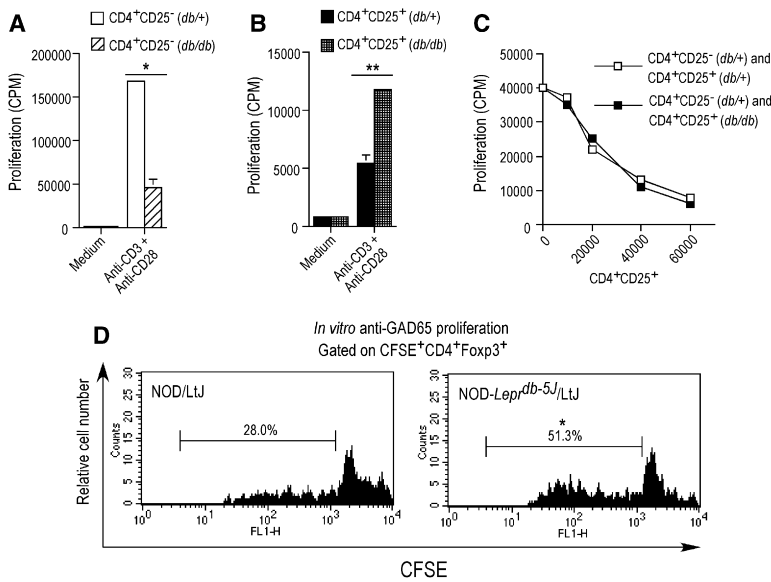 A
CD4⁺CD25⁻ (db/+)
CD4⁺CD25⁻ (db/db)
Proliferation (CPM)
200000
150000
100000
50000
0
*
Medium
Anti-CD3 +
Anti-CD28
B
CD4⁺CD25⁺ (db/+)
CD4⁺CD25⁺ (db/db)
Proliferation (CPM)
15000
10000
5000
0
**
Medium
Anti-CD3 +
Anti-CD28
C
CD4⁺CD25⁻ (db/+) and
CD4⁺CD25⁺ (db/+)
CD4⁺CD25⁻ (db/+) and
CD4⁺CD25⁺ (db/db)
Proliferation (CPM)
50000
40000
30000
20000
10000
0
0
20000
40000
60000
CD4⁺CD25⁺
D
In vitro anti-GAD65 proliferation
Gated on CFSE⁺CD4⁺Foxp3⁺
Relative cell number
NOD/LtJ
28.0%
Counts
30
25
20
15
10
5
0
10⁰
10¹
10²
10³
10⁴
FL1-H
NOD-Lepr^db-5J/LtJ
*
51.3%
Counts
30
25
20
15
10
5
0
10⁰
10¹
10²
10³
10⁴
FL1-H
CFSE